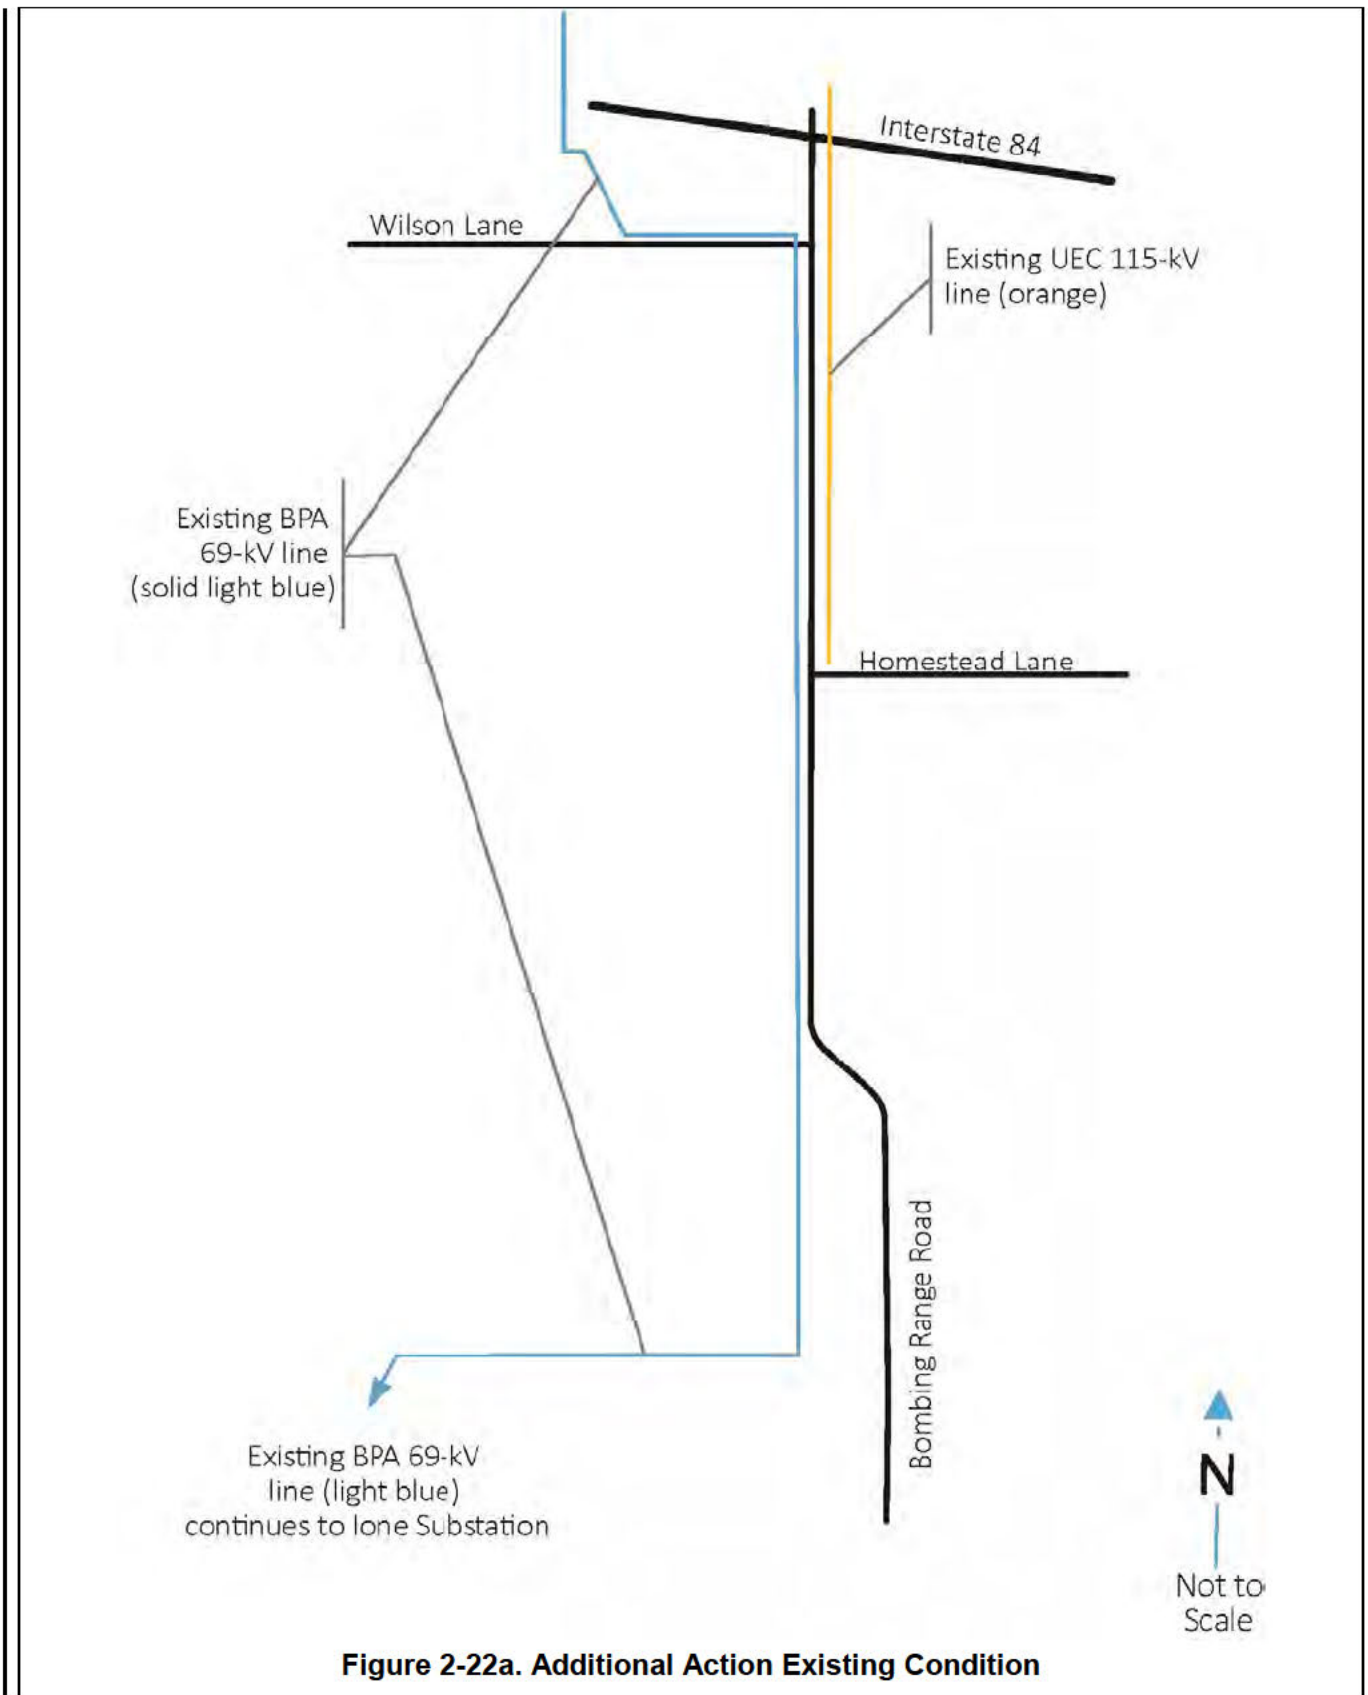 Interstate 84
Wilson Lane
Existing UEC 115-kV
line (orange)
Existing BPA
69-kV line
(solid light blue)
Homestead Lane
Bombing Range Road
Existing BPA 69-kV
line (light blue)
continues to Ione Substation
N
Not to
Scale
Figure 2-22a. Additional Action Existing Condition